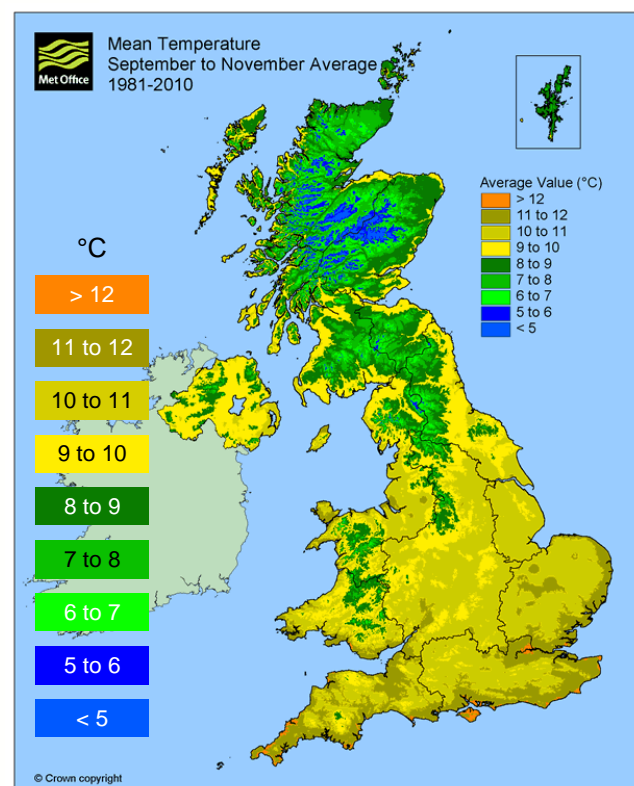 Met Office
Mean Temperature
September to November Average
1981-2010
Average Value (°C)
> 12
11 to 12
10 to 11
9 to 10
8 to 9
7 to 8
6 to 7
5 to 6
< 5
°C
> 12
11 to 12
10 to 11
9 to 10
8 to 9
7 to 8
6 to 7
5 to 6
< 5
© Crown copyright